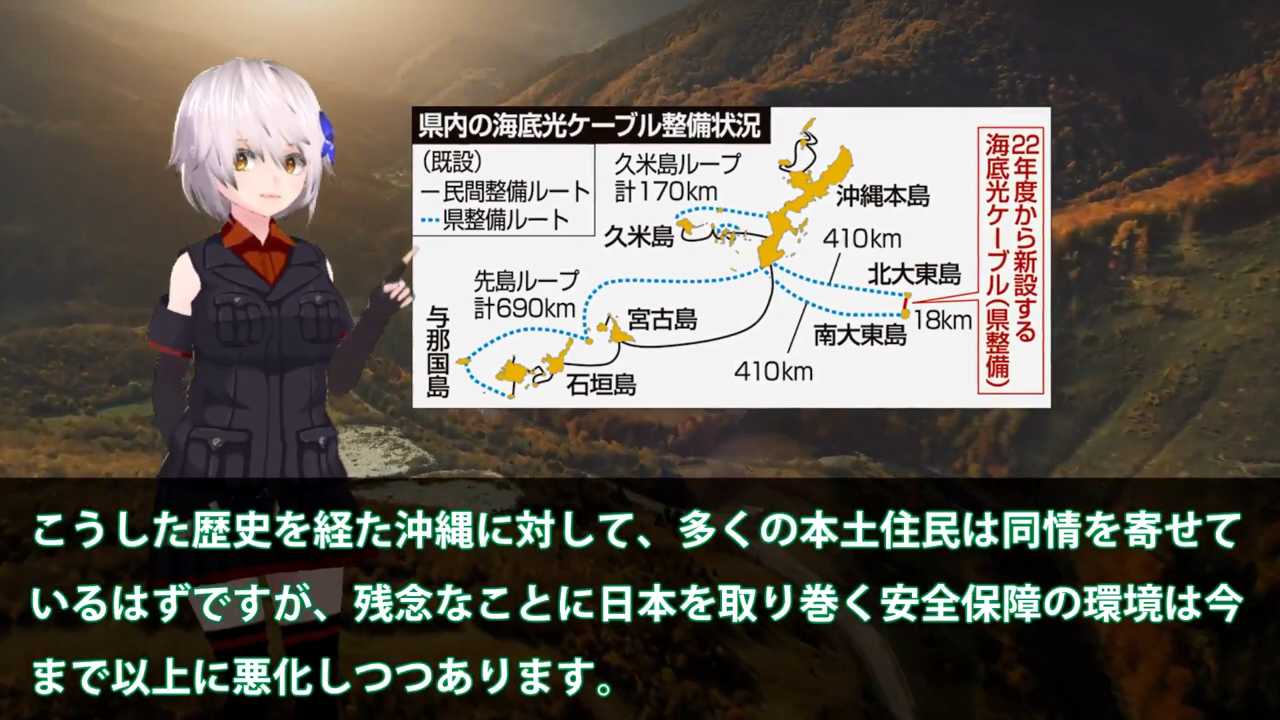 県内の海底光ケーブル整備状況
(既設)
民間整備ルート
県整備ルート
久米島ループ
計170km
久米島
沖縄本島
410km
北大東島
18km
南大東島
410km
先島ループ
計690km
宮古島
与那国島
石垣島
22年度から新設する
海底光ケーブル(県整備)
こうした歴史を経た沖縄に対して、多くの本土住民は同情を寄せて
いるはずですが、残念なことに日本を取り巻く安全保障の環境は今
まで以上に悪化しつつあります。